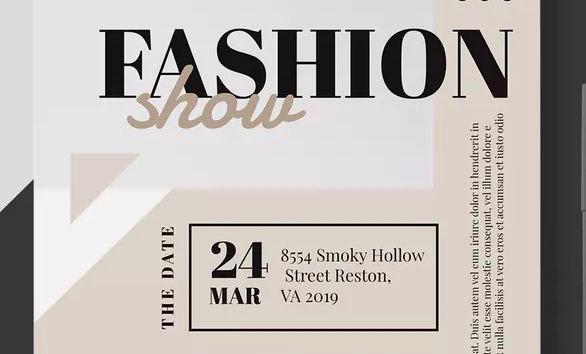 FASHION
show
THE DATE
24
MAR
8554 Smoky Hollow
Street Reston,
VA 2019
at. Duis autem vel eum iriure dolor in hendrerit in
te velit esse molestie consequat, vel illum dolore e
t nulla facilisis at vero eros et accumsan et iusto odio